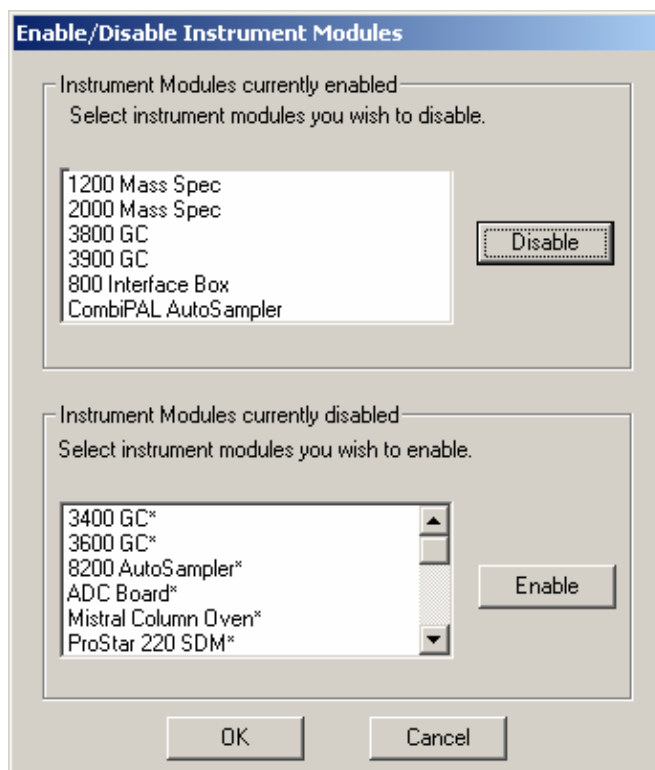 Enable/Disable Instrument Modules
Instrument Modules currently enabled
Select instrument modules you wish to disable.
1200 Mass Spec
2000 Mass Spec
3800 GC
3900 GC
800 Interface Box
CombiPAL AutoSampler
Disable
Instrument Modules currently disabled
Select instrument modules you wish to enable.
3400 GC*
3600 GC*
8200 AutoSampler*
ADC Board*
Mistral Column Oven*
ProStar 220 SDM*
Enable
OK
Cancel